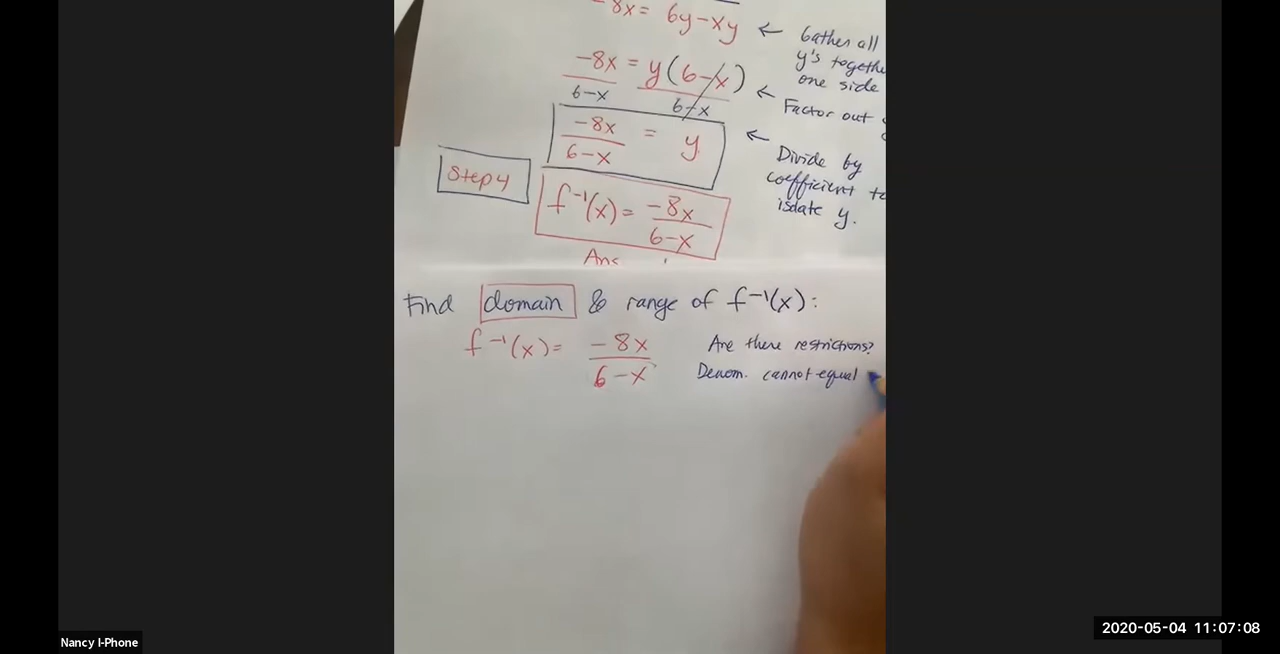 -8x = 6y-xy ← Gather all
y's togethe
one side
-8x = y(6-x)
6-x 6-x
← Factor out
-8x = y
6-x
← Divide by
coefficient to
isolate y.
Step 4
f⁻¹(x) = -8x
6-x
Find domain & range of f⁻¹(x):
f⁻¹(x) = -8x
6-x
Are there restrictions?
Denom. cannot equal
Nancy I-Phone
2020-05-04 11:07:08